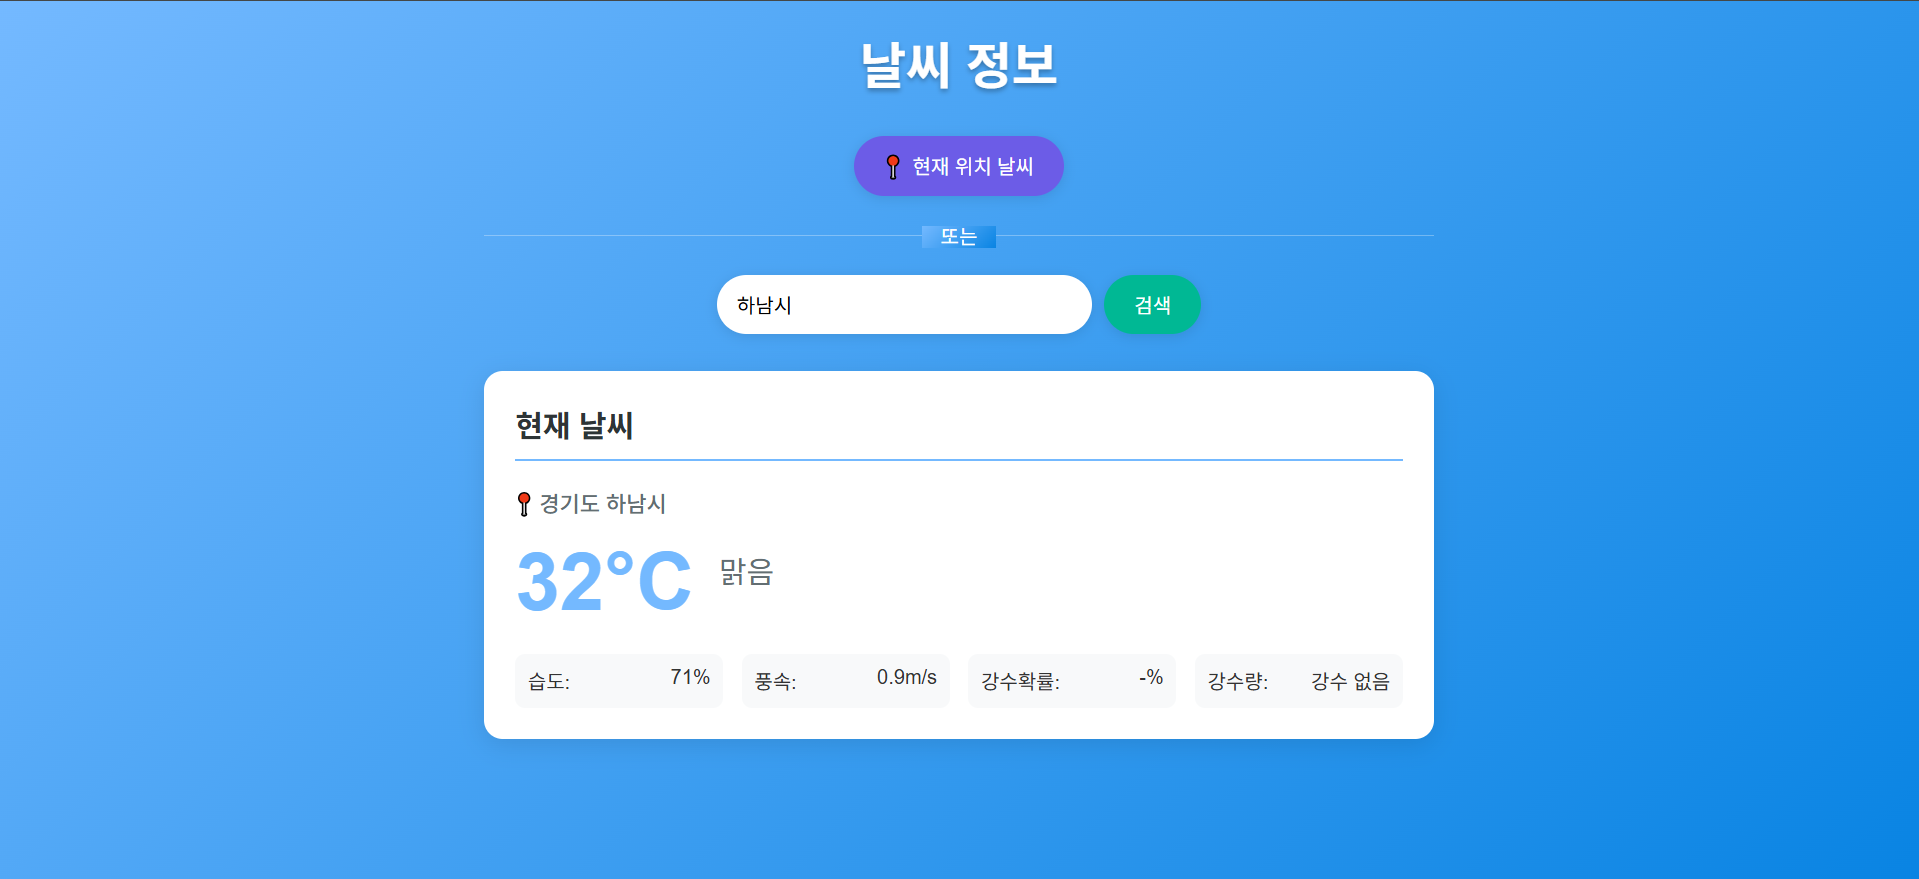 날씨 정보
현재 위치 날씨
또는
하남시 검색
현재 날씨
경기도 하남시
32°C 맑음
습도: 71% 풍속: 0.9m/s 강수확률: -% 강수량: 강수 없음